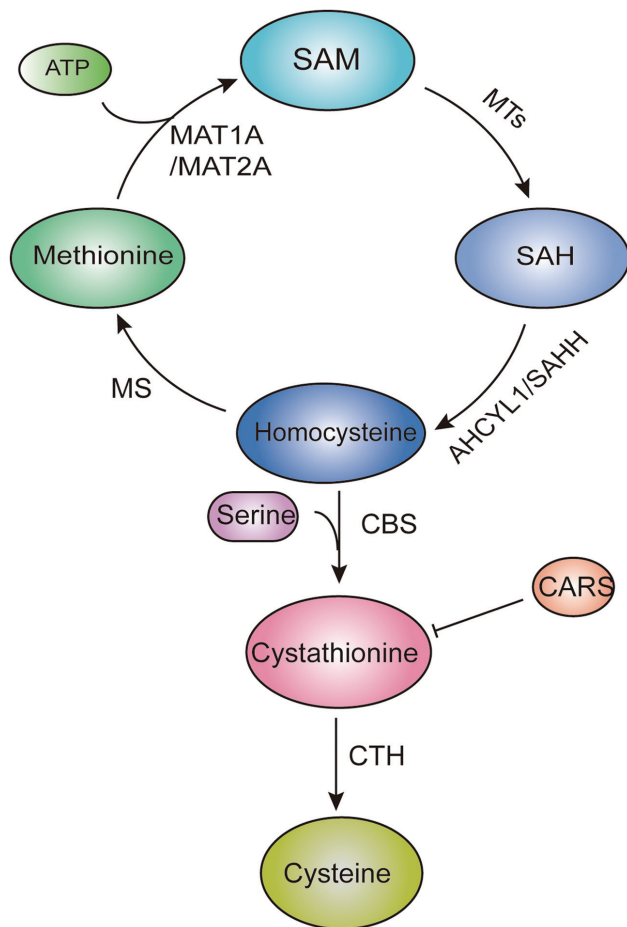 SAM
ATP
MTs
MAT1A
/MAT2A
Methionine
SAH
MS
AHCYL1/SAHH
Homocysteine
Serine
CBS
CARS
Cystathionine
CTH
Cysteine